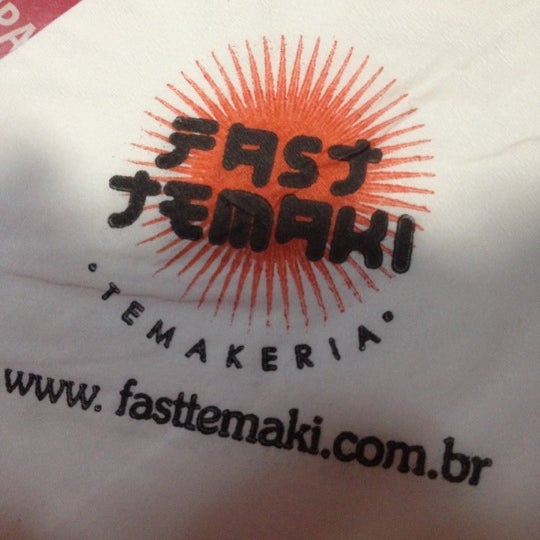 FAST
TEMAKI
• TEMAKERIA •
www. fasttemaki.com.br